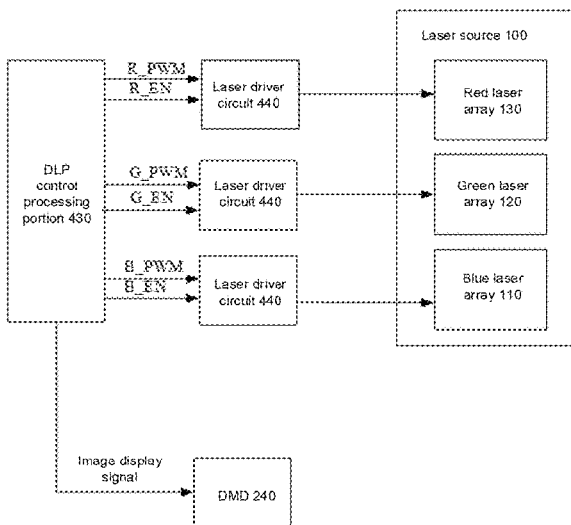 Laser source 100
R_PWM
R_EN
Laser driver
circuit 440
Red laser
array 130
DLP
control
processing
portion 430
G_PWM
G_EN
Laser driver
circuit 440
Green laser
array 120
B_PWM
B_EN
Laser driver
circuit 440
Blue laser
array 110
Image display
signal
DMD 240